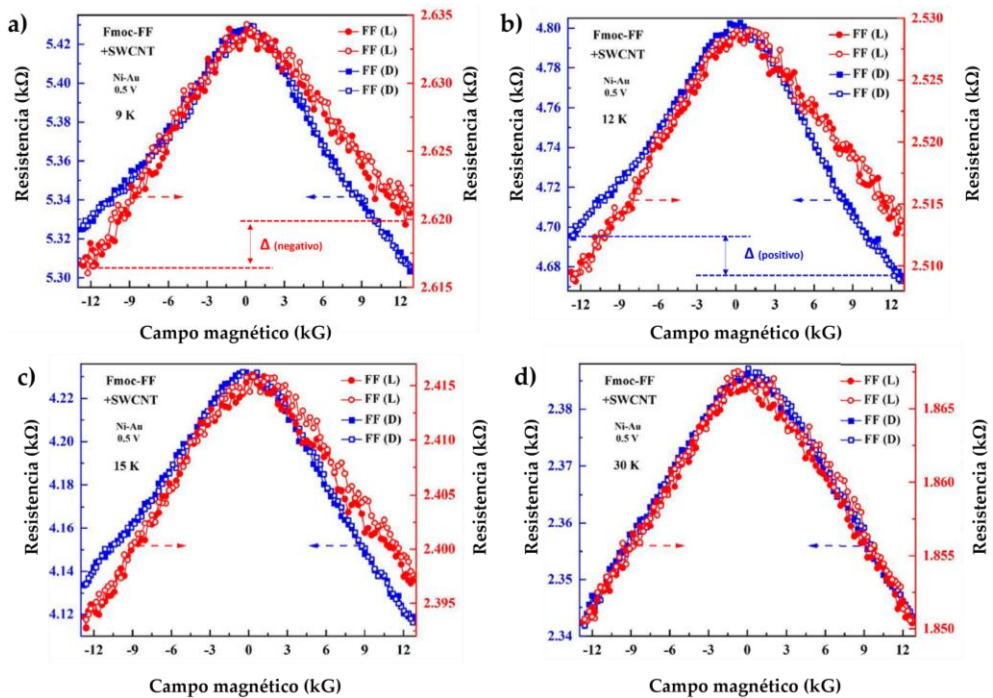 a)
Fmoc-FF
+SWCNT
Ni-Au
0.5 V
9 K
FF (L)
FF (L)
FF (D)
FF (D)
Δ (negativo)
Resistencia (kΩ)
5.42
5.40
5.38
5.36
5.34
5.32
5.30
Resistencia (kΩ)
2.635
2.630
2.625
2.620
2.615
-12 -9 -6 -3 0 3 6 9 12
Campo magnético (kG)
b)
Fmoc-FF
+SWCNT
Ni-Au
0.5 V
12 K
FF (L)
FF (L)
FF (D)
FF (D)
Δ (positivo)
Resistencia (kΩ)
4.80
4.78
4.76
4.74
4.72
4.70
4.68
Resistencia (kΩ)
2.530
2.528
2.520
2.515
2.510
-12 -9 -6 -3 0 3 6 9 12
Campo magnético (kG)
c)
Fmoc-FF
+SWCNT
Ni-Au
0.5 V
15 K
FF (L)
FF (L)
FF (D)
FF (D)
Resistencia (kΩ)
4.22
4.20
4.18
4.16
4.14
4.12
Resistencia (kΩ)
2.415
2.410
2.405
2.400
2.395
-12 -9 -6 -3 0 3 6 9 12
Campo magnético (kG)
d)
Fmoc-FF
+SWCNT
Ni-Au
0.5 V
30 K
FF (L)
FF (L)
FF (D)
FF (D)
Resistencia (kΩ)
2.38
2.37
2.36
2.35
2.34
Resistencia (kΩ)
1.865
1.860
1.855
1.850
-12 -9 -6 -3 0 3 6 9 12
Campo magnético (kG)